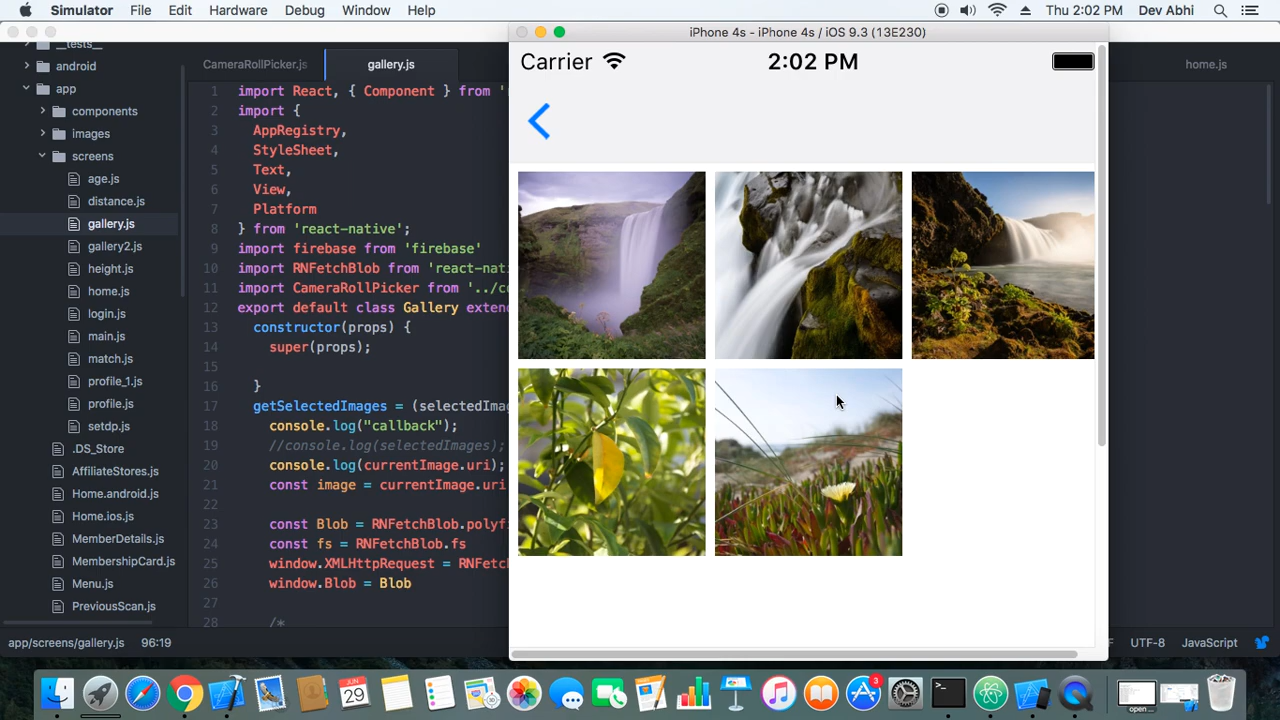 Simulator File Edit Hardware Debug Window Help Thu 2:02 PM Dev Abhi
iPhone 4s - iPhone 4s / iOS 9.3 (13E230)
Carrier 2:02 PM
__tests__
android
app
components
images
screens
age.js
distance.js
gallery.js
gallery2.js
height.js
home.js
login.js
main.js
match.js
profile_1.js
profile.js
setdp.js
.DS_Store
AffiliateStores.js
Home.android.js
Home.ios.js
MemberDetails.js
MembershipCard.js
Menu.js
PreviousScan.js
CameraRollPicker.js gallery.js home.js
1 import React, { Component } from '
2 import {
3 AppRegistry,
4 StyleSheet,
5 Text,
6 View,
7 Platform
8 } from 'react-native';
9 import firebase from 'firebase'
10 import RNFetchBlob from 'react-nati
11 import CameraRollPicker from '../co
12 export default class Gallery exten
13 constructor(props) {
14 super(props);
15
16 }
17 getSelectedImages = (selectedIma
18 console.log("callback");
19 //console.log(selectedImages);
20 console.log(currentImage.uri);
21 const image = currentImage.uri
22
23 const Blob = RNFetchBlob.polyf
24 const fs = RNFetchBlob.fs
25 window.XMLHttpRequest = RNFetc
26 window.Blob = Blob
27
28 /*
app/screens/gallery.js 96:19 F UTF-8 JavaScript
JUN
29
3
open